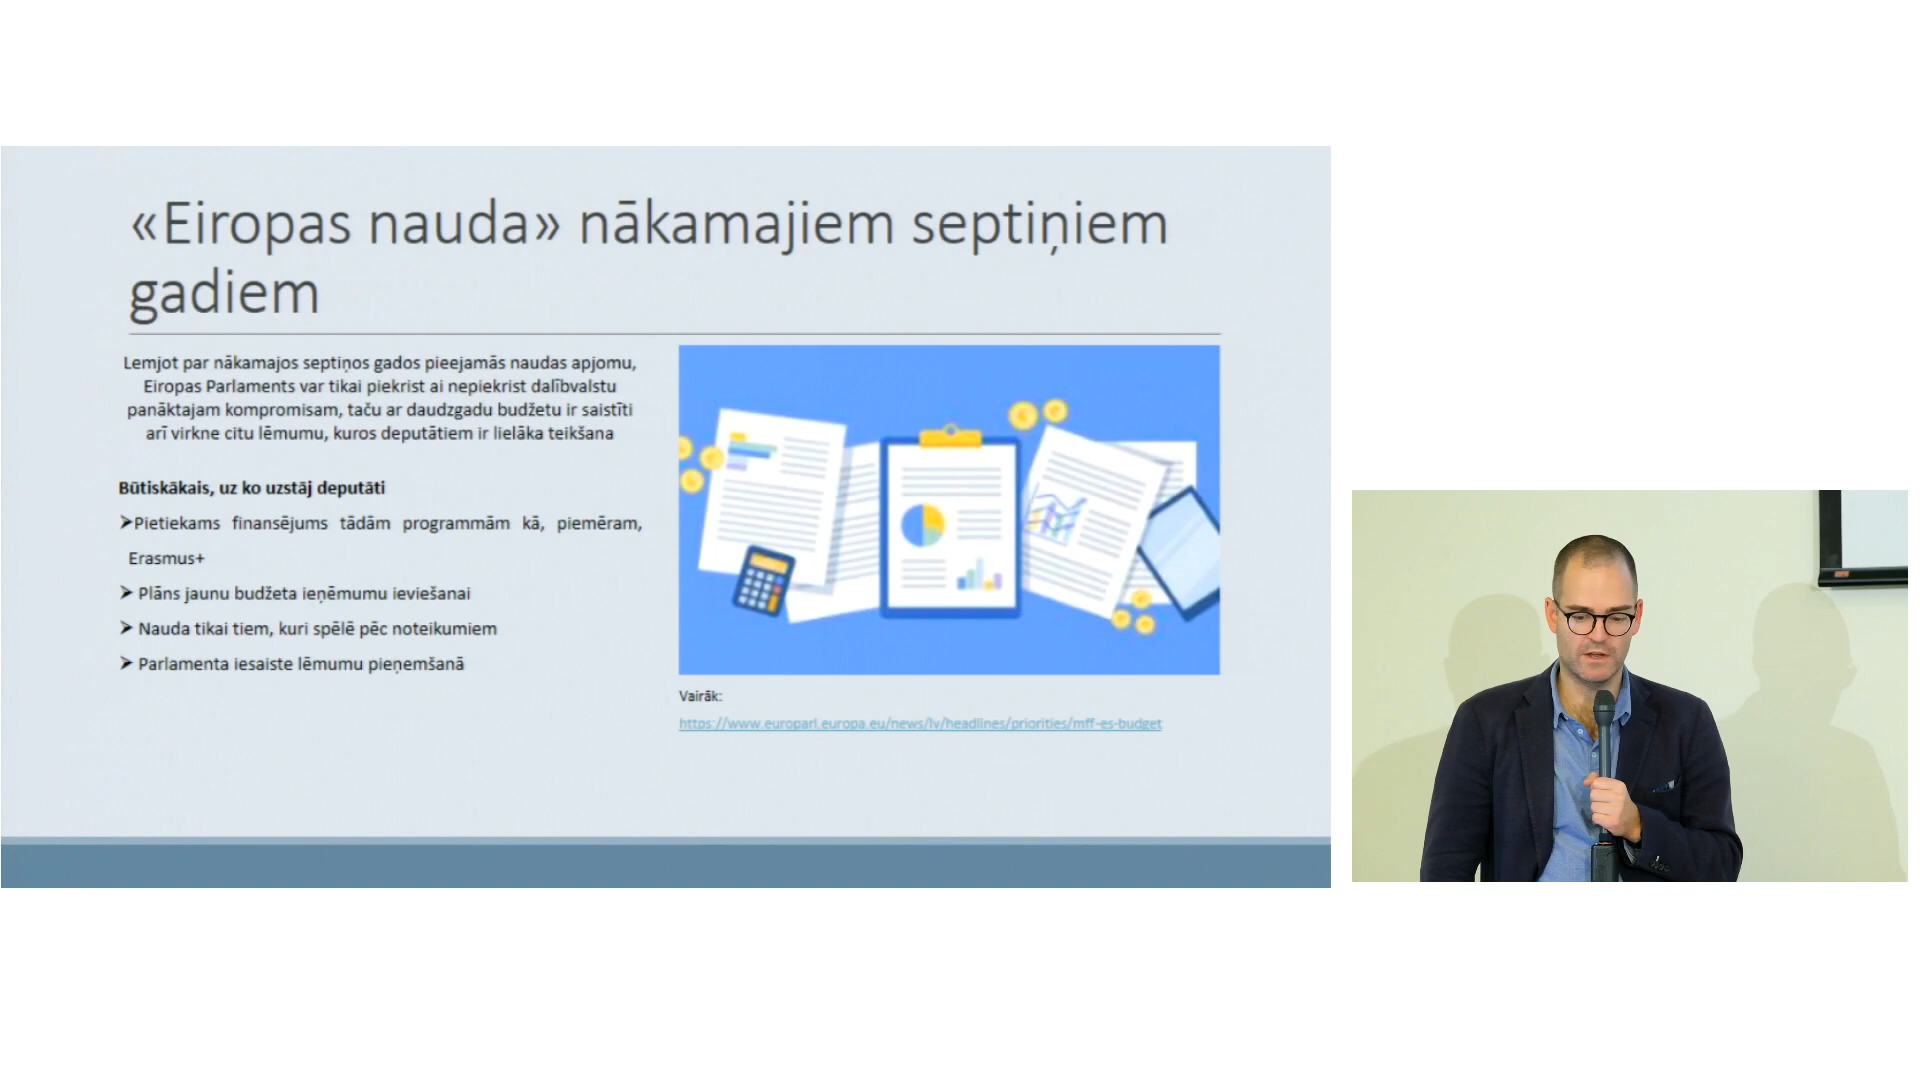 «Eiropas nauda» nākamajiem septiņiem
gadiem
Lemjot par nākamajos septiņos gados pieejamās naudas apjomu,
Eiropas Parlaments var tikai piekrist ai nepiekrist dalībvalstu
panāktajam kompromisam, taču ar daudzgadu budžetu ir saistīti
arī virkne citu lēmumu, kuros deputātiem ir lielāka teikšana
Būtiskākais, uz ko uzstāj deputāti
➢Pietiekams finansējums tādām programmām kā, piemēram,
Erasmus+
➢ Plāns jaunu budžeta ieņēmumu ieviešanai
➢ Nauda tikai tiem, kuri spēlē pēc noteikumiem
➢ Parlamenta iesaiste lēmumu pieņemšanā
Vairāk:
https://www.europarl.europa.eu/news/lv/headlines/priorities/mff-es-budget